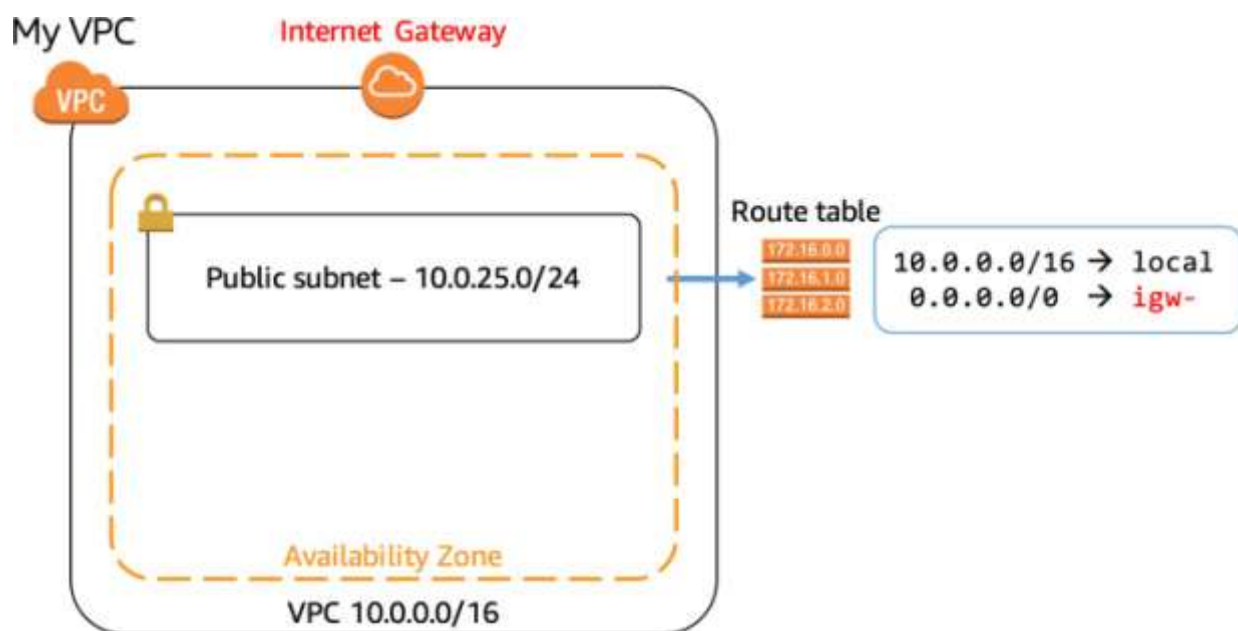 My VPC
Internet Gateway
VPC
Route table
172.16.0.0
172.16.1.0
172.16.2.0
10.0.0.0/16 → local
0.0.0.0/0 → igw-
Public subnet – 10.0.25.0/24
Availability Zone
VPC 10.0.0.0/16